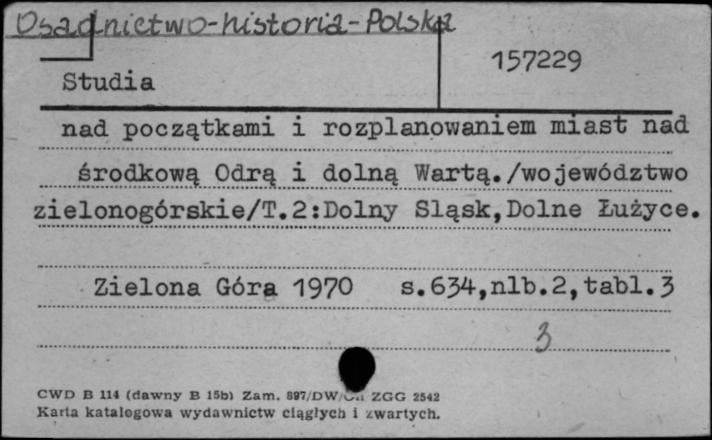 Osadnictwo-historia-Polska
157229
Studia
nad początkami i rozplanowaniem miast nad
środkową Odrą i dolną Wartą./województwo
zielonogórskie/T.2:Dolny Sląsk,Dolne Łużyce.
Zielona Góra 1970 s.634,nlb.2,tabl.3
3
CWD B 114 (dawny B 15b) Zam. 897/DW/ ZGG 2542
Karta katalogowa wydawnictw ciągłych i zwartych.